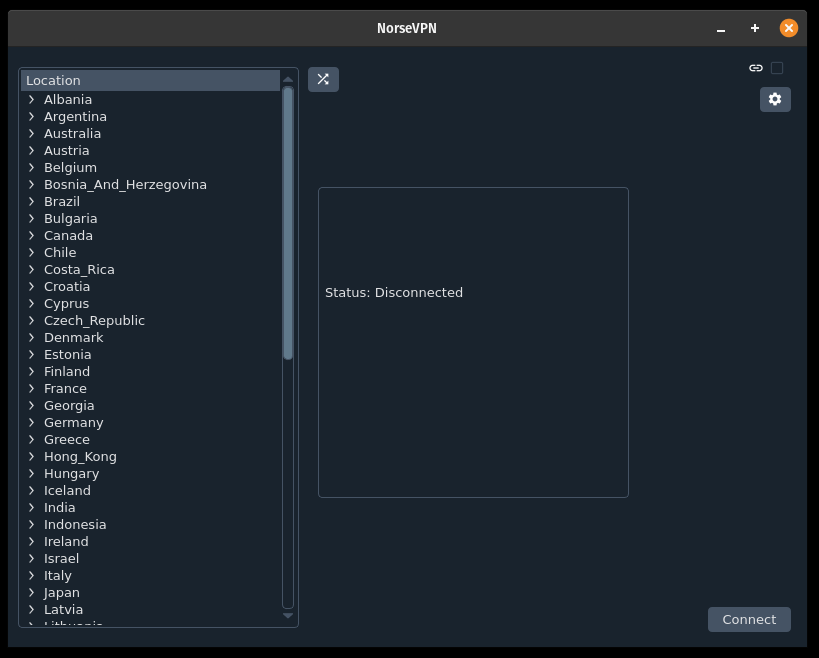 NorseVPN
Location
Albania
Argentina
Australia
Austria
Belgium
Bosnia_And_Herzegovina
Brazil
Bulgaria
Canada
Chile
Costa_Rica
Croatia
Cyprus
Czech_Republic
Denmark
Estonia
Finland
France
Georgia
Germany
Greece
Hong_Kong
Hungary
Iceland
India
Indonesia
Ireland
Israel
Italy
Japan
Latvia
Status: Disconnected
Connect